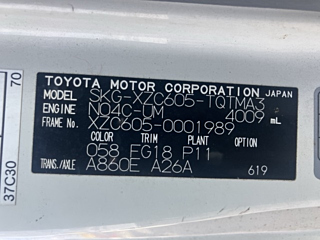 TOYOTA MOTOR CORPORATION JAPAN
MODEL SKG-XZC605-TQTMA3
ENGINE N04C-UM 4009 mL
FRAME No. XZC605-0001989
COLOR TRIM PLANT OPTION
058 FG18 P11
TRANS./AXLE A860E A26A 619
37C30 70